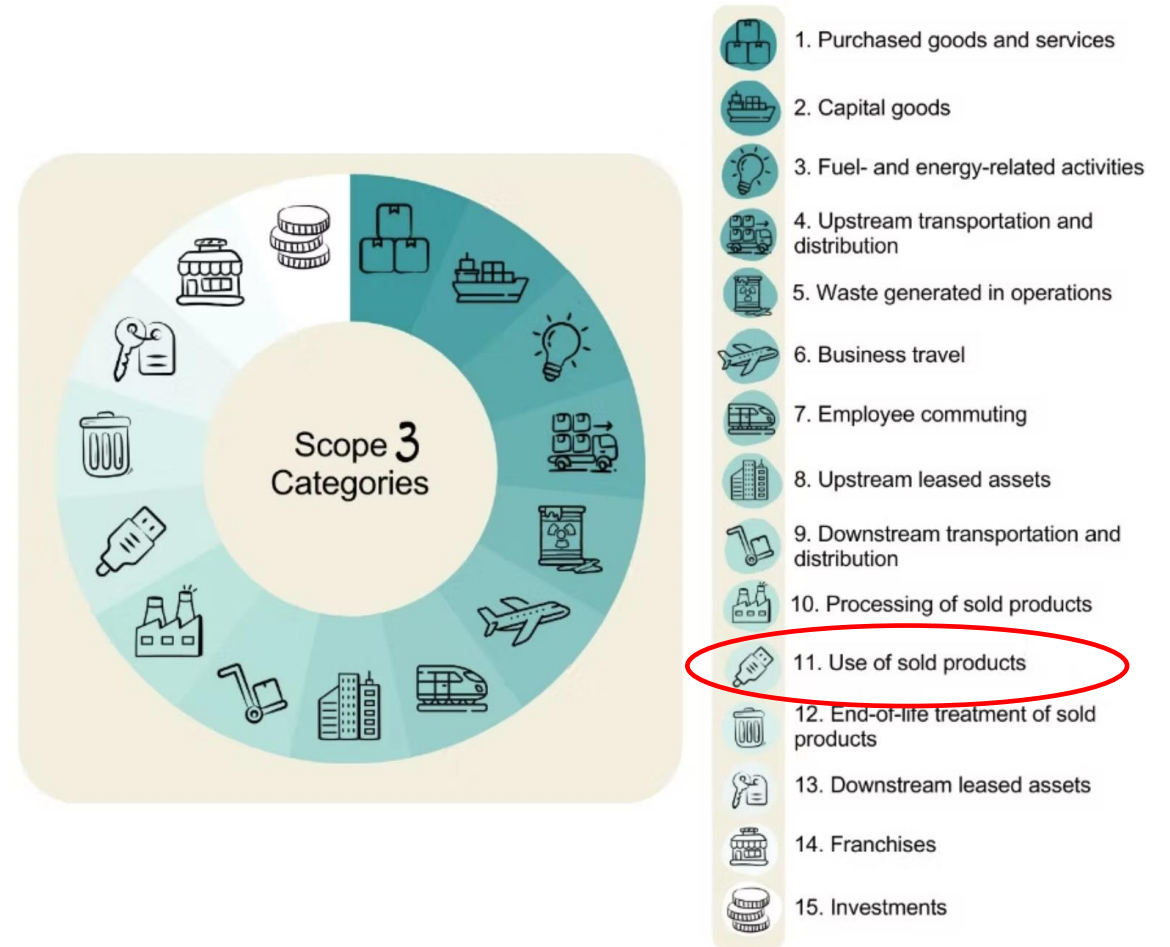 Scope 3
Categories
1. Purchased goods and services
2. Capital goods
3. Fuel- and energy-related activities
4. Upstream transportation and
distribution
5. Waste generated in operations
6. Business travel
7. Employee commuting
8. Upstream leased assets
9. Downstream transportation and
distribution
10. Processing of sold products
11. Use of sold products
12. End-of-life treatment of sold
products
13. Downstream leased assets
14. Franchises
15. Investments